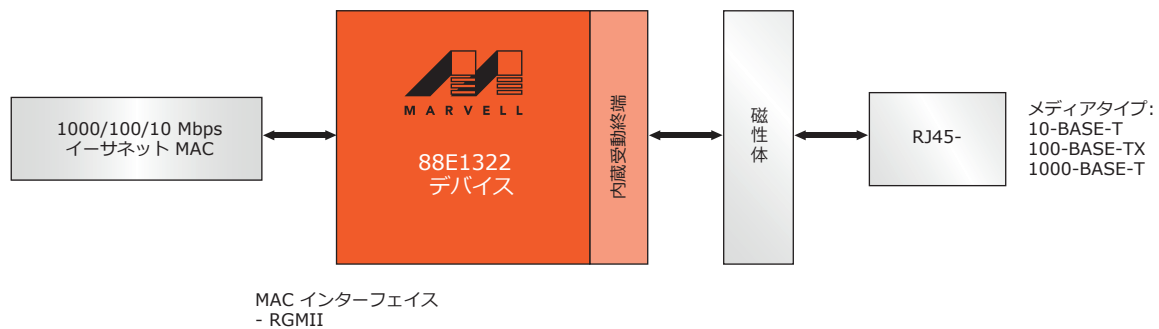 1000/100/10 Mbps
イーサネット MAC
MARVELL
88E1322
デバイス
内蔵受動終端
磁性体
RJ45-
メディアタイプ:
10-BASE-T
100-BASE-TX
1000-BASE-T
MAC インターフェイス
- RGMII